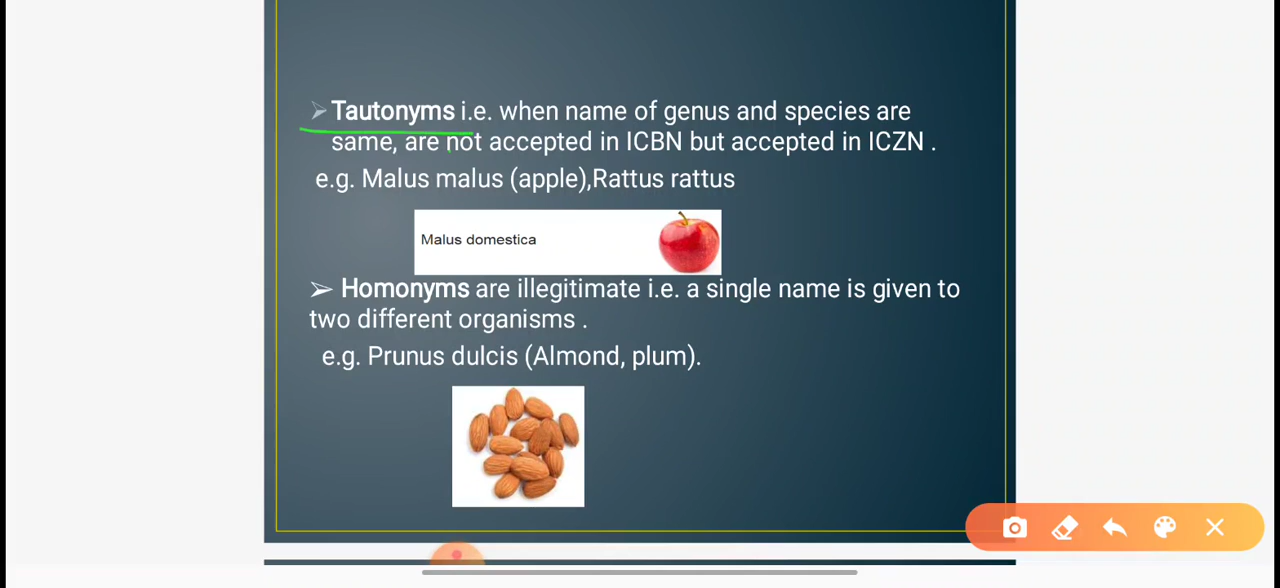 ➢ Tautonyms i.e. when name of genus and species are
same, are not accepted in ICBN but accepted in ICZN .
e.g. Malus malus (apple),Rattus rattus
Malus domestica
➢ Homonyms are illegitimate i.e. a single name is given to
two different organisms .
e.g. Prunus dulcis (Almond, plum).